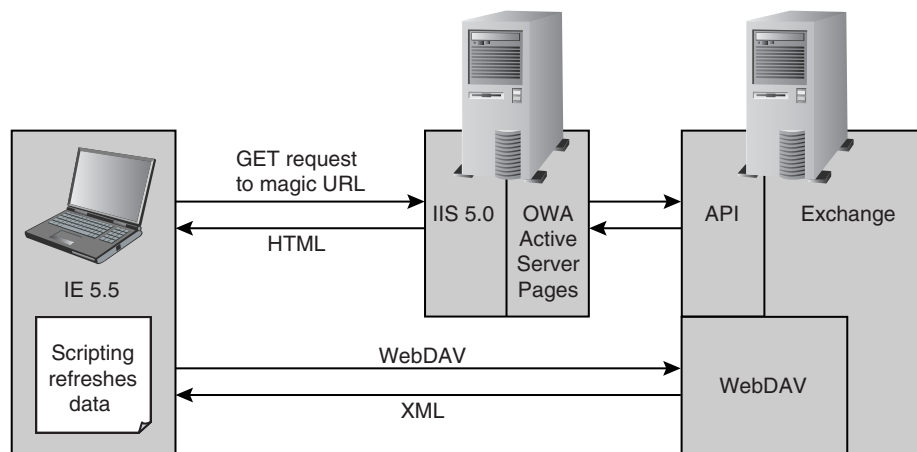 GET request
to magic URL
HTML
IIS 5.0
OWA
Active
Server
Pages
API
Exchange
IE 5.5
Scripting
refreshes
data
WebDAV
XML
WebDAV